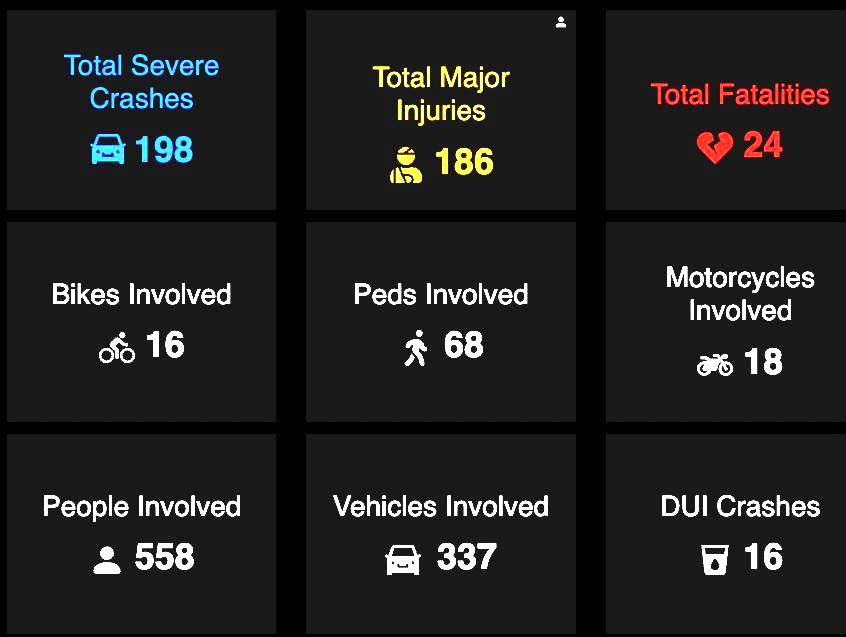 Total Severe
Crashes
198
Total Major
Injuries
186
Total Fatalities
24
Bikes Involved
16
Peds Involved
68
Motorcycles
Involved
18
People Involved
558
Vehicles Involved
337
DUI Crashes
16